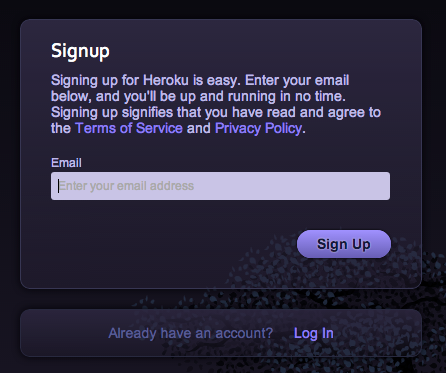 Signup
Signing up for Heroku is easy. Enter your email
below, and you'll be up and running in no time.
Signing up signifies that you have read and agree to
the Terms of Service and Privacy Policy.
Email
Enter your email address
Sign Up
Already have an account? Log In